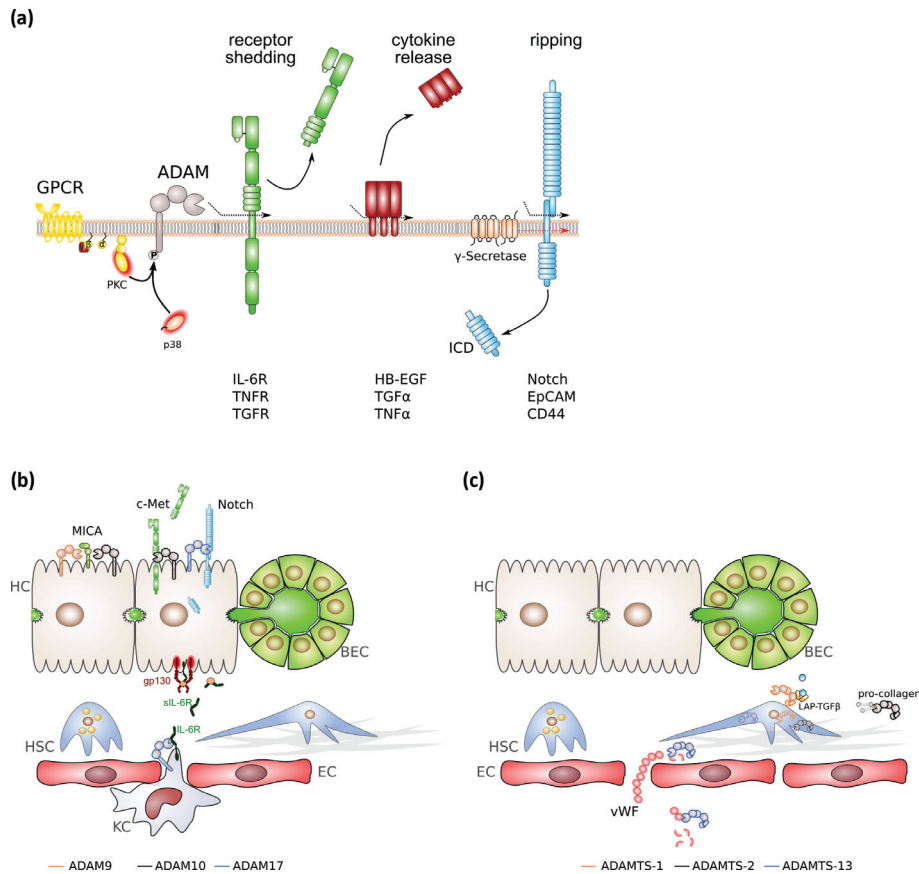 (a)
receptor
shedding
cytokine
release
ripping
GPCR
ADAM
γ
β
α
P
PKC
p38
γ-Secretase
ICD
IL-6R
TNFR
TGFR
HB-EGF
TGFα
TNFα
Notch
EpCAM
CD44
(b)
c-Met
Notch
MICA
HC
BEC
gp130
sIL-6R
IL-6R
HSC
EC
KC
ADAM9
ADAM10
ADAM17
(c)
HC
BEC
LAP-TGFβ
pro-collagen
HSC
EC
vWF
ADAMTS-1
ADAMTS-2
ADAMTS-13